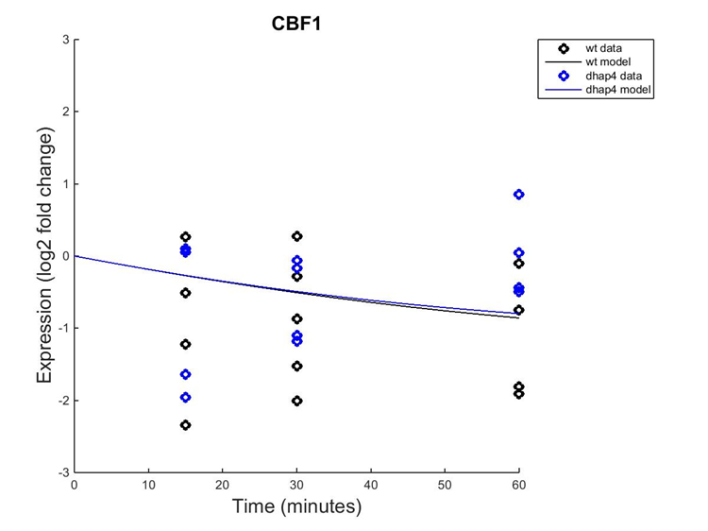 CBF1
3
2
1
0
-1
-2
-3
Expression (log2 fold change)
0 10 20 30 40 50 60
Time (minutes)
wt data
wt model
dhap4 data
dhap4 model